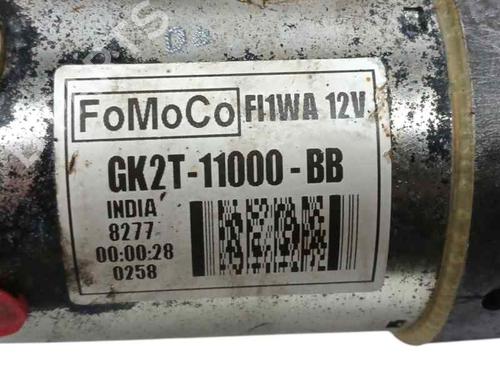 FoMoCo FI1WA 12V
GK2T-11000-BB
INDIA
8277
00:00:28
0258